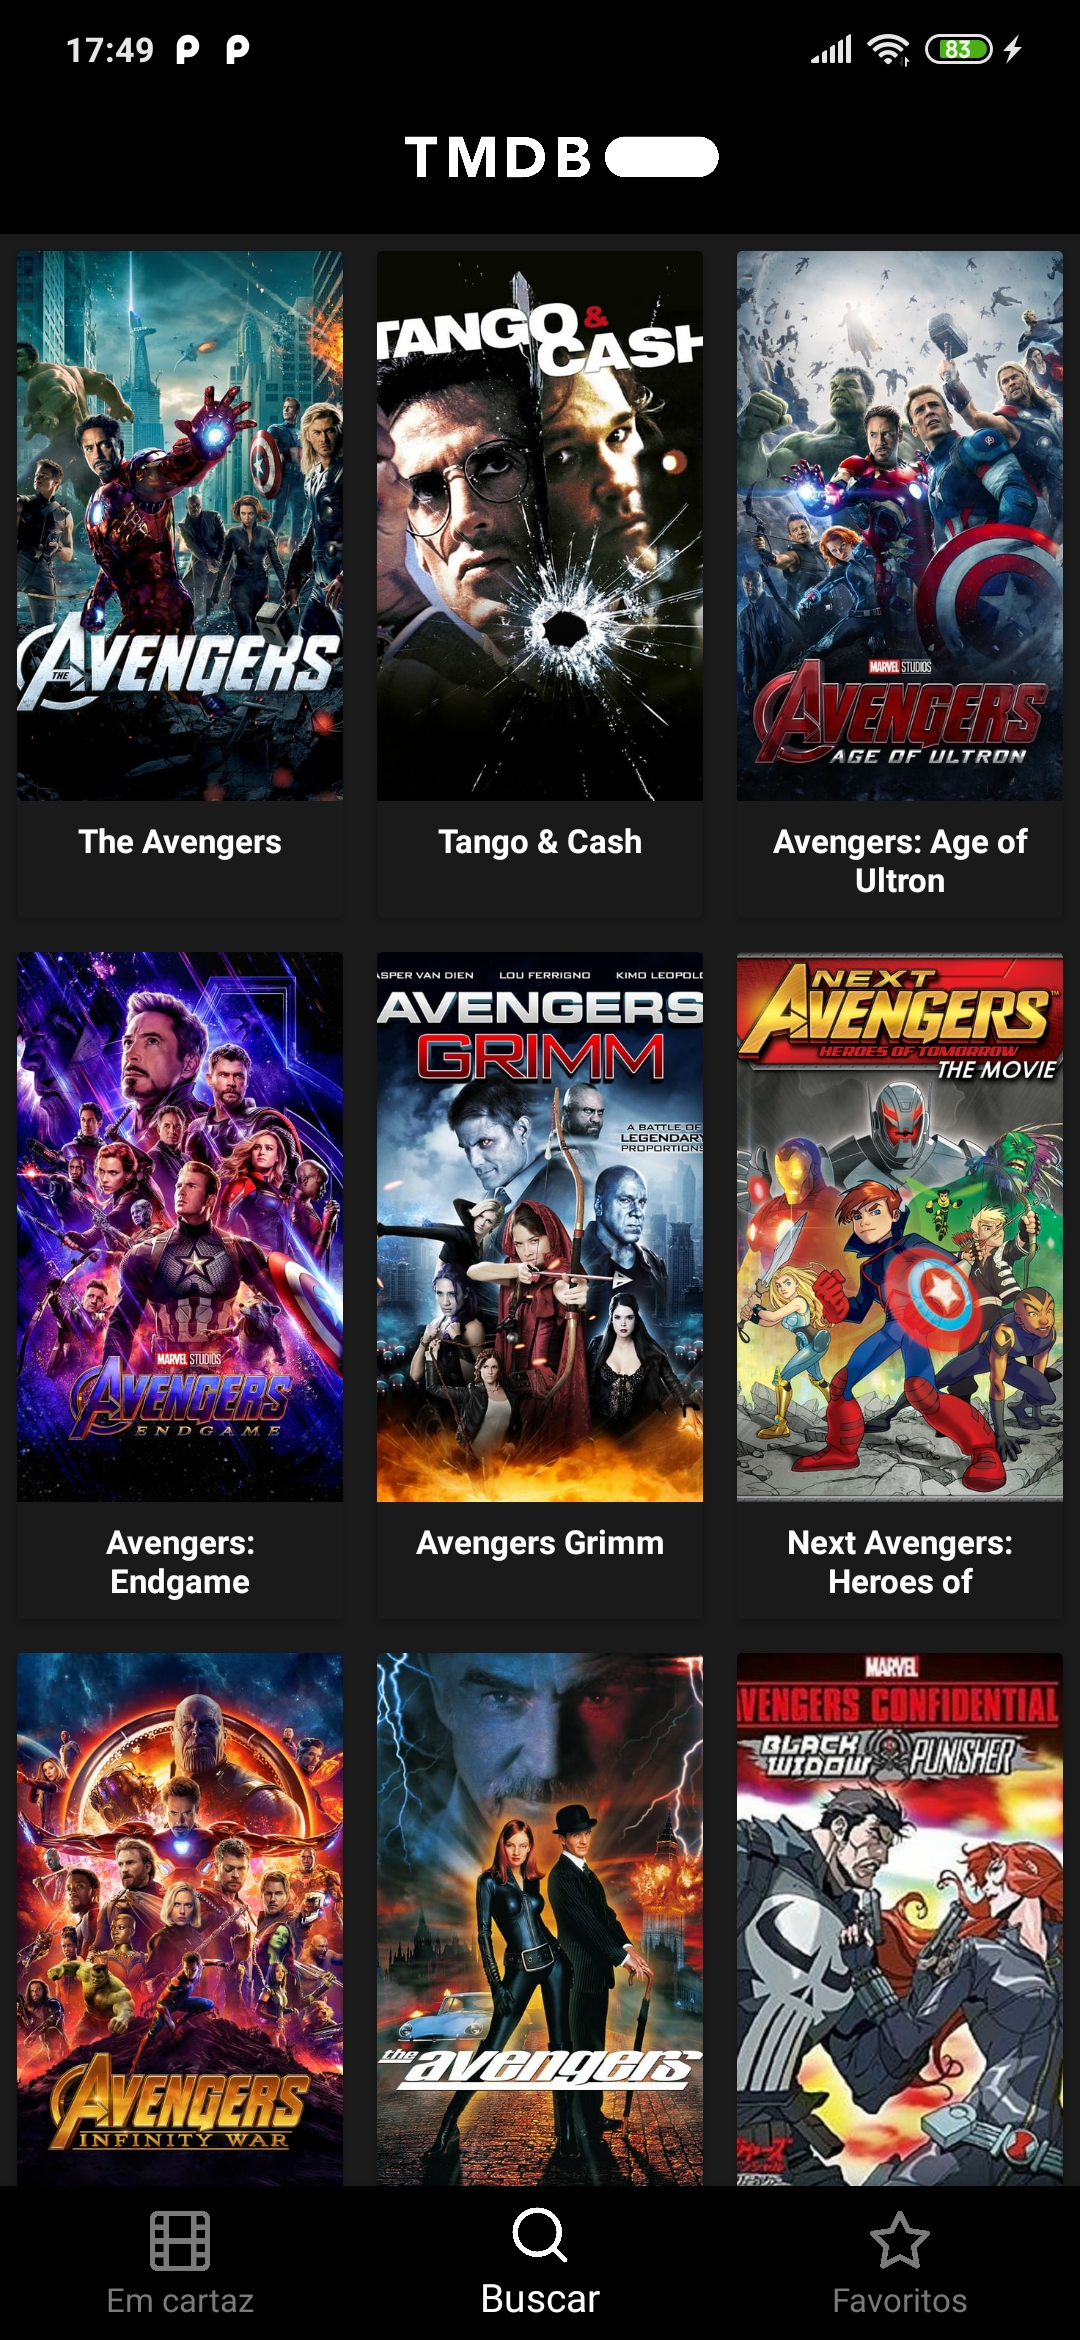 17:49
83
TMDB
THE AVENGERS
TANGO & CASH
MARVEL STUDIOS
AVENGERS
AGE OF ULTRON
The Avengers
Tango & Cash
Avengers: Age of
Ultron
MARVEL STUDIOS
AVENGERS
ENDGAME
ASPER VAN DIEN LOU FERRIGNO KIMO LEOPOLD
AVENGERS
GRIMM
A BATTLE OF
LEGENDARY
PROPORTIONS
NEXT
AVENGERS
HEROES OF TOMORROW
THE MOVIE
Avengers:
Endgame
Avengers Grimm
Next Avengers:
Heroes of
AVENGERS
INFINITY WAR
the avengers
MARVEL
VENGERS CONFIDENTIAL
BLACK WIDOW PUNISHER
Em cartaz
Buscar
Favoritos